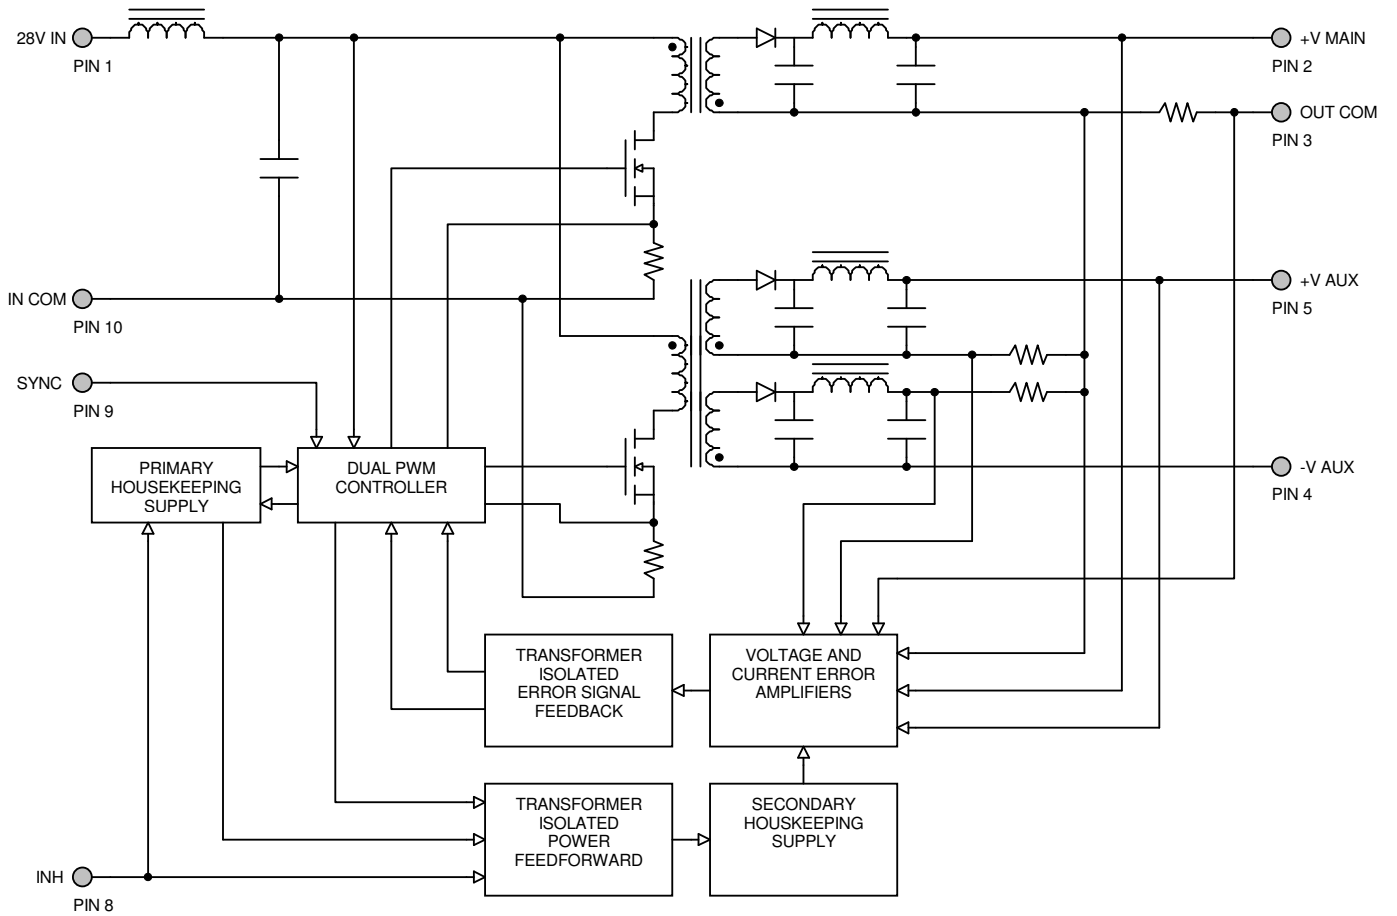 28V IN
PIN 1
+V MAIN
PIN 2
OUT COM
PIN 3
IN COM
PIN 10
+V AUX
PIN 5
SYNC
PIN 9
-V AUX
PIN 4
PRIMARY
HOUSEKEEPING
SUPPLY
DUAL PWM
CONTROLLER
TRANSFORMER
ISOLATED
ERROR SIGNAL
FEEDBACK
VOLTAGE AND
CURRENT ERROR
AMPLIFIERS
TRANSFORMER
ISOLATED
POWER
FEEDFORWARD
SECONDARY
HOUSKEEPING
SUPPLY
INH
PIN 8